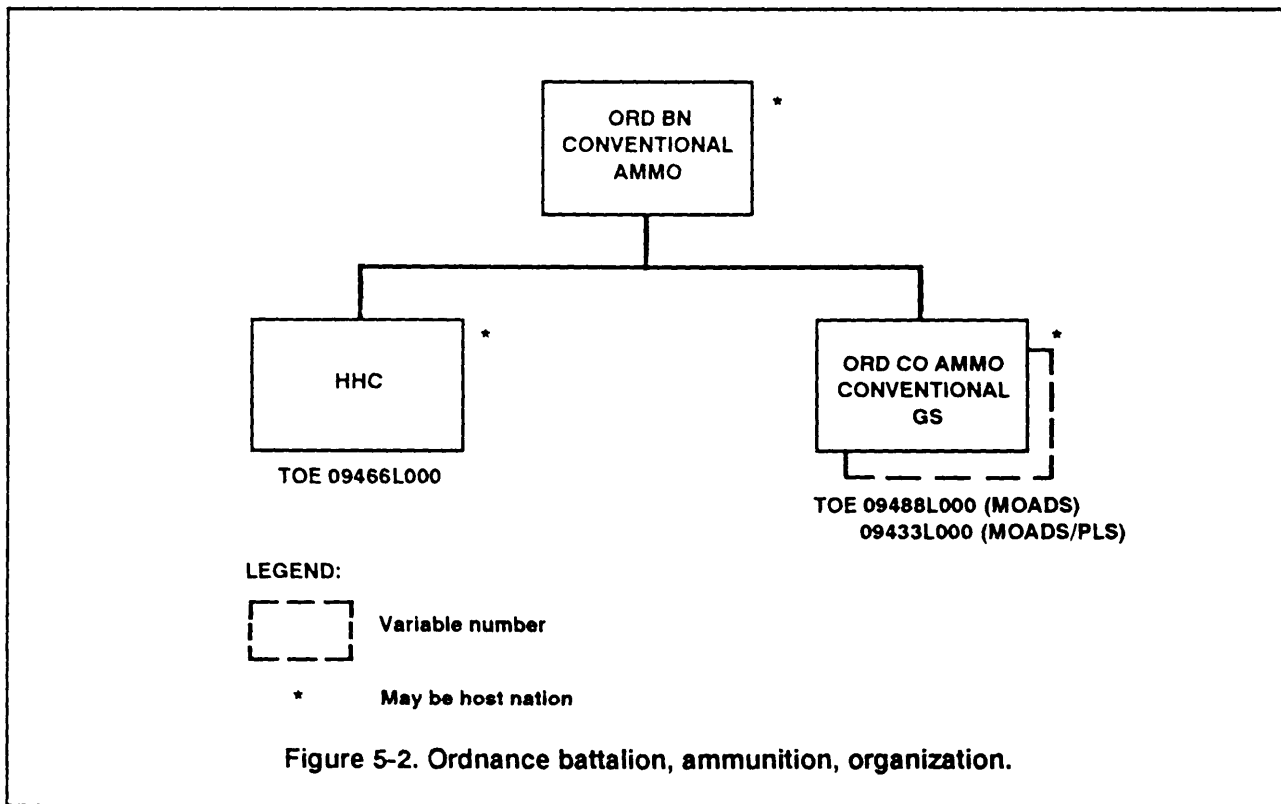 *
ORD BN
CONVENTIONAL
AMMO
*
HHC
TOE 09466L000
*
ORD CO AMMO
CONVENTIONAL
GS
TOE 09488L000 (MOADS)
09433L000 (MOADS/PLS)
LEGEND:
Variable number
* May be host nation
Figure 5-2. Ordnance battalion, ammunition, organization.